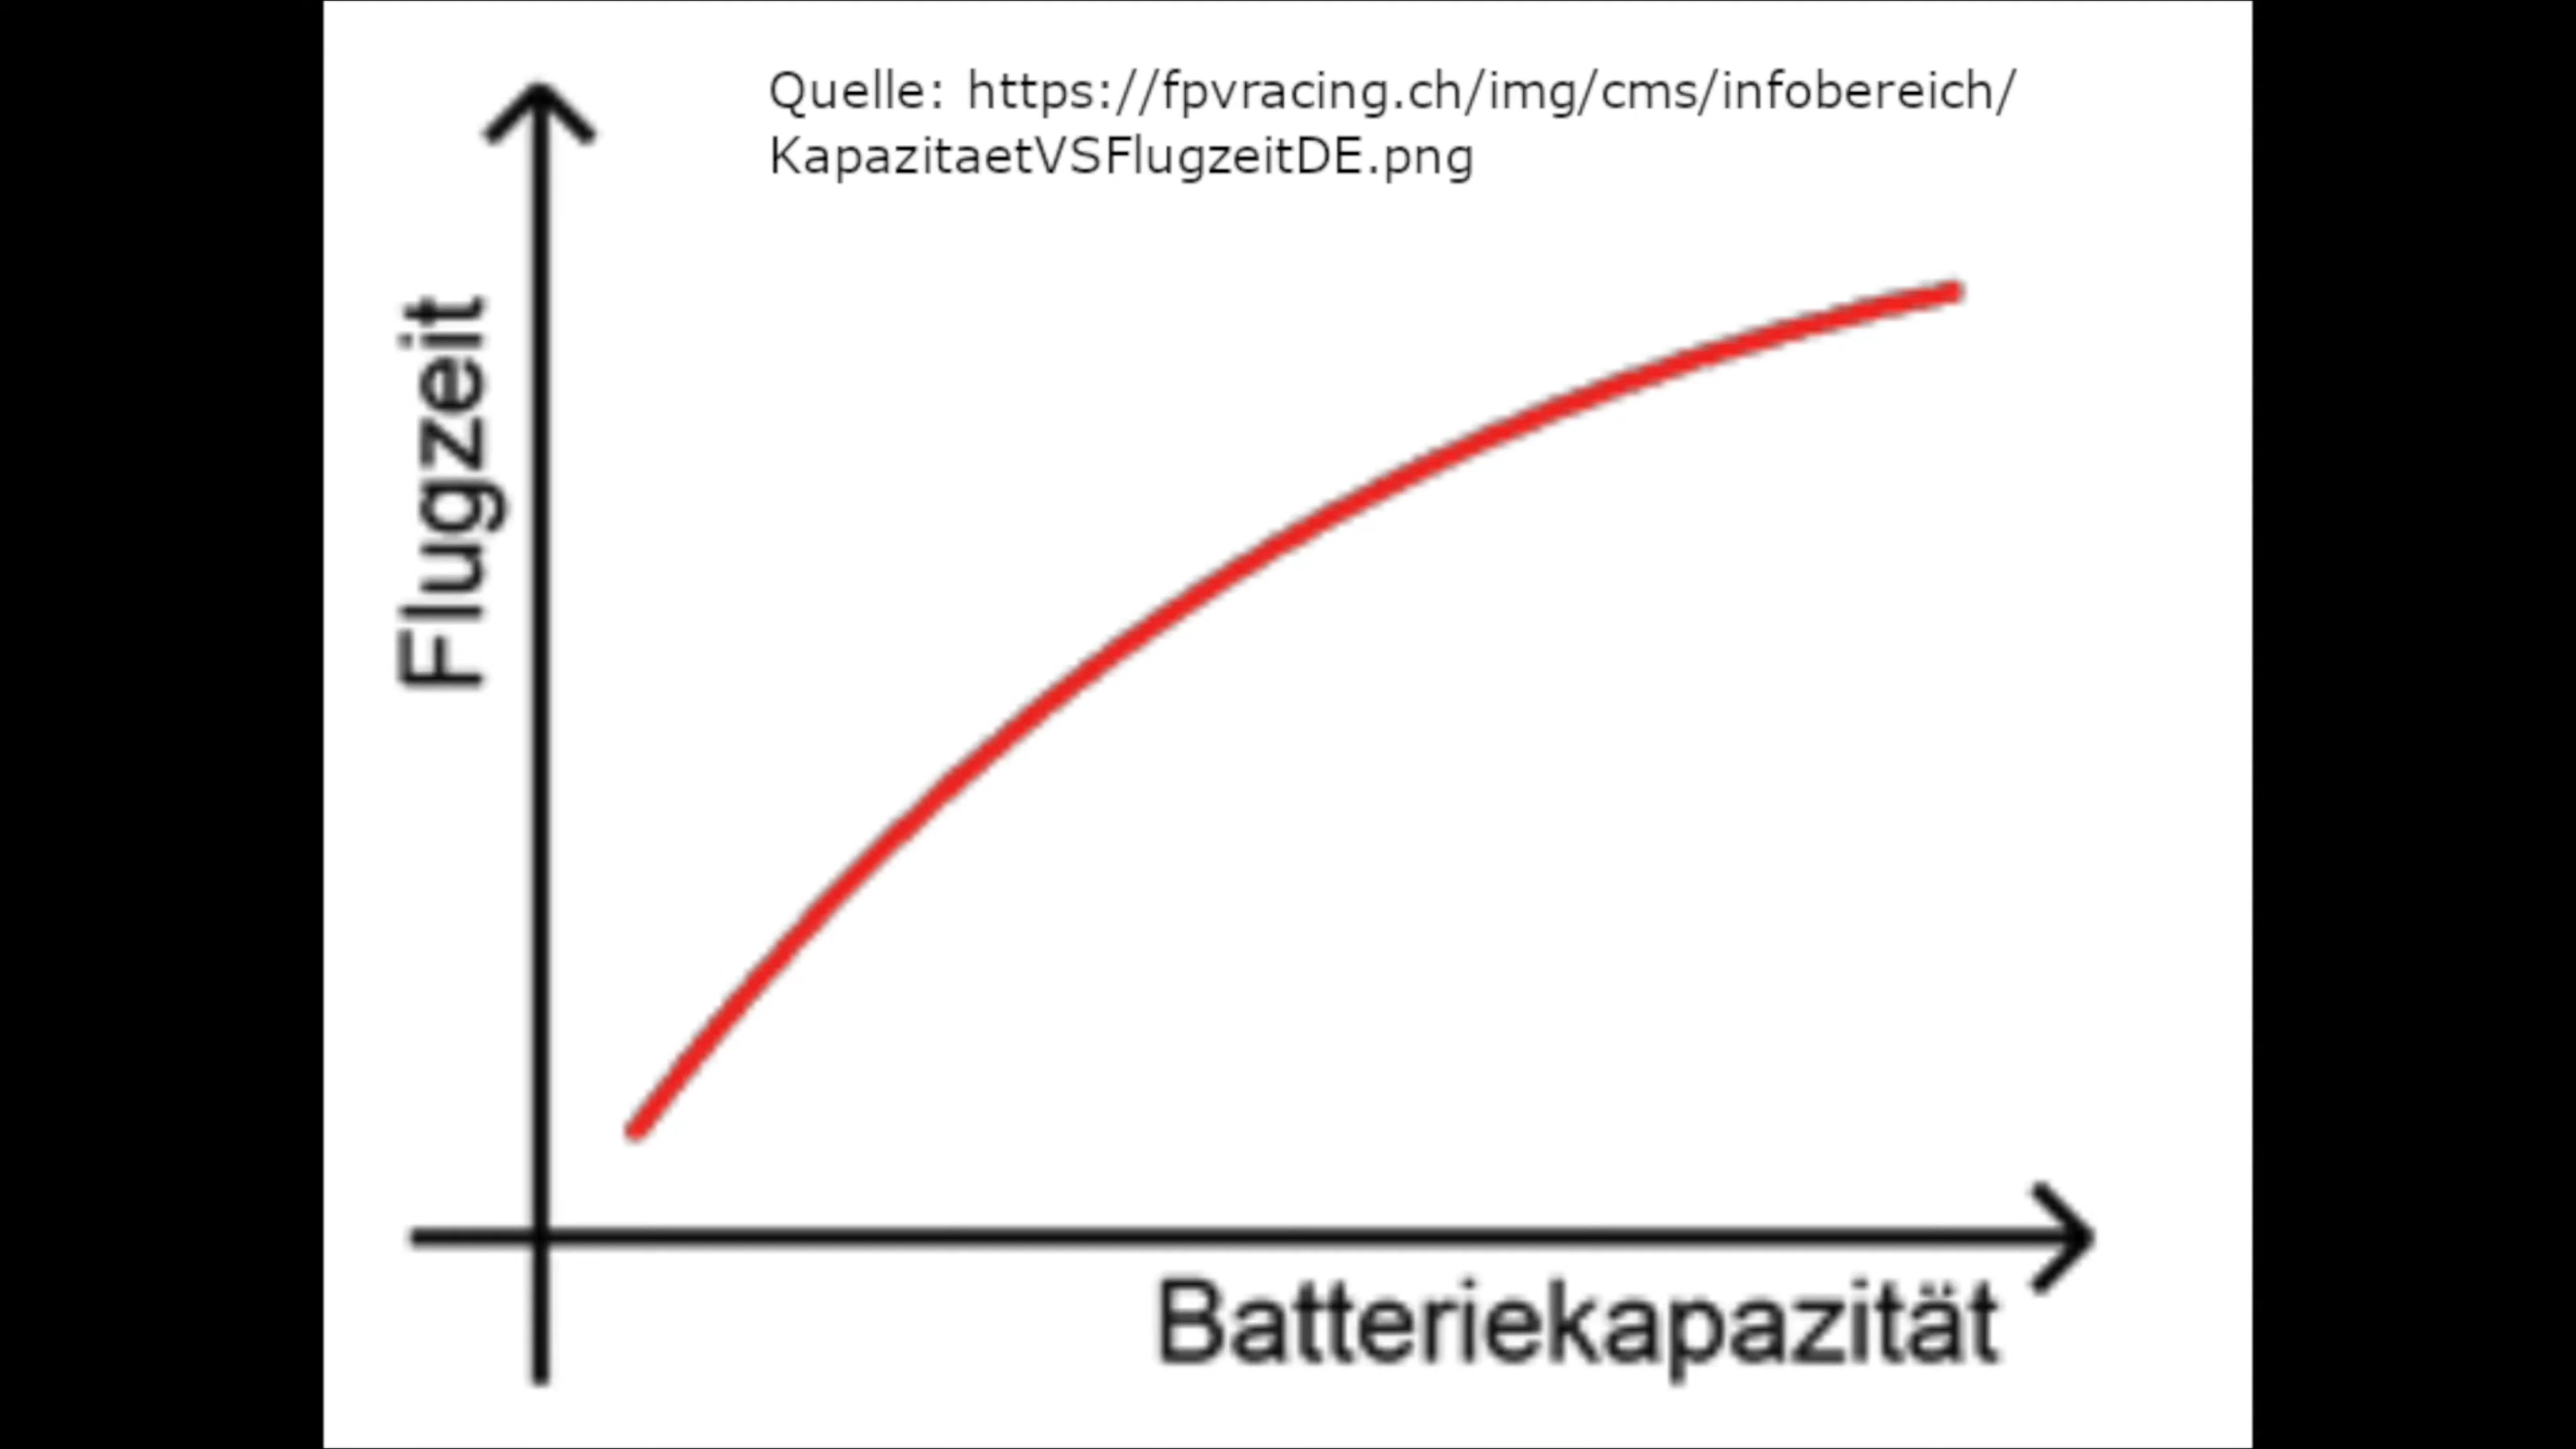 Quelle: https://fpvracing.ch/img/cms/infobereich/
KapazitaetVSFlugzeitDE.png
Flugzeit
Batteriekapazität